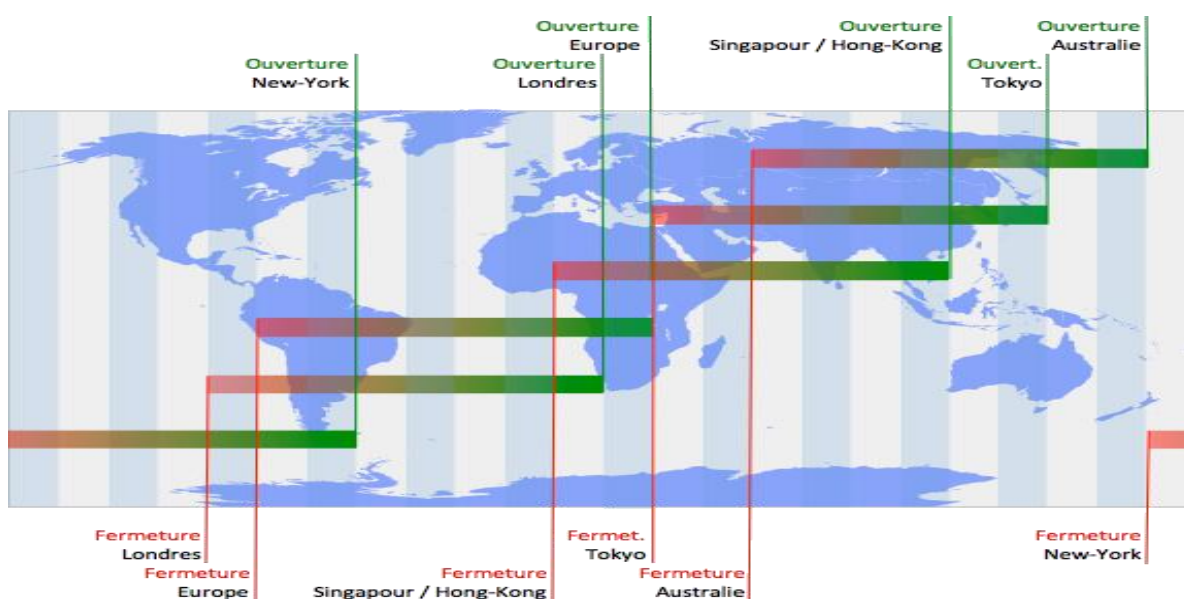 Ouverture
Europe
Ouverture
Singapour / Hong-Kong
Ouverture
Australie
Ouverture
New-York
Ouverture
Londres
Ouvert.
Tokyo
Fermeture
Londres
Fermeture
Europe
Fermeture
Singapour / Hong-Kong
Fermet.
Tokyo
Fermeture
Australie
Fermeture
New-York